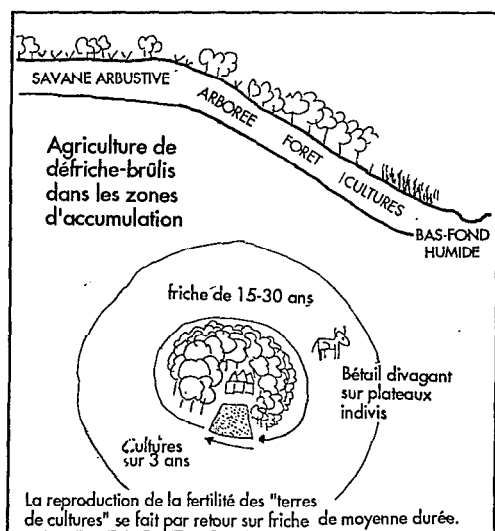 SAVANE ARBUSTIVE
ARBOREE
FORET
CULTURES
BAS-FOND
HUMIDE
Agriculture de
défriche-brûlis
dans les zones
d'accumulation
friche de 15-30 ans
Bétail divagant
sur plateaux
indivis
Cultures
sur 3 ans
La reproduction de la fertilité des "terres
de cultures" se fait par retour sur friche de moyenne durée.